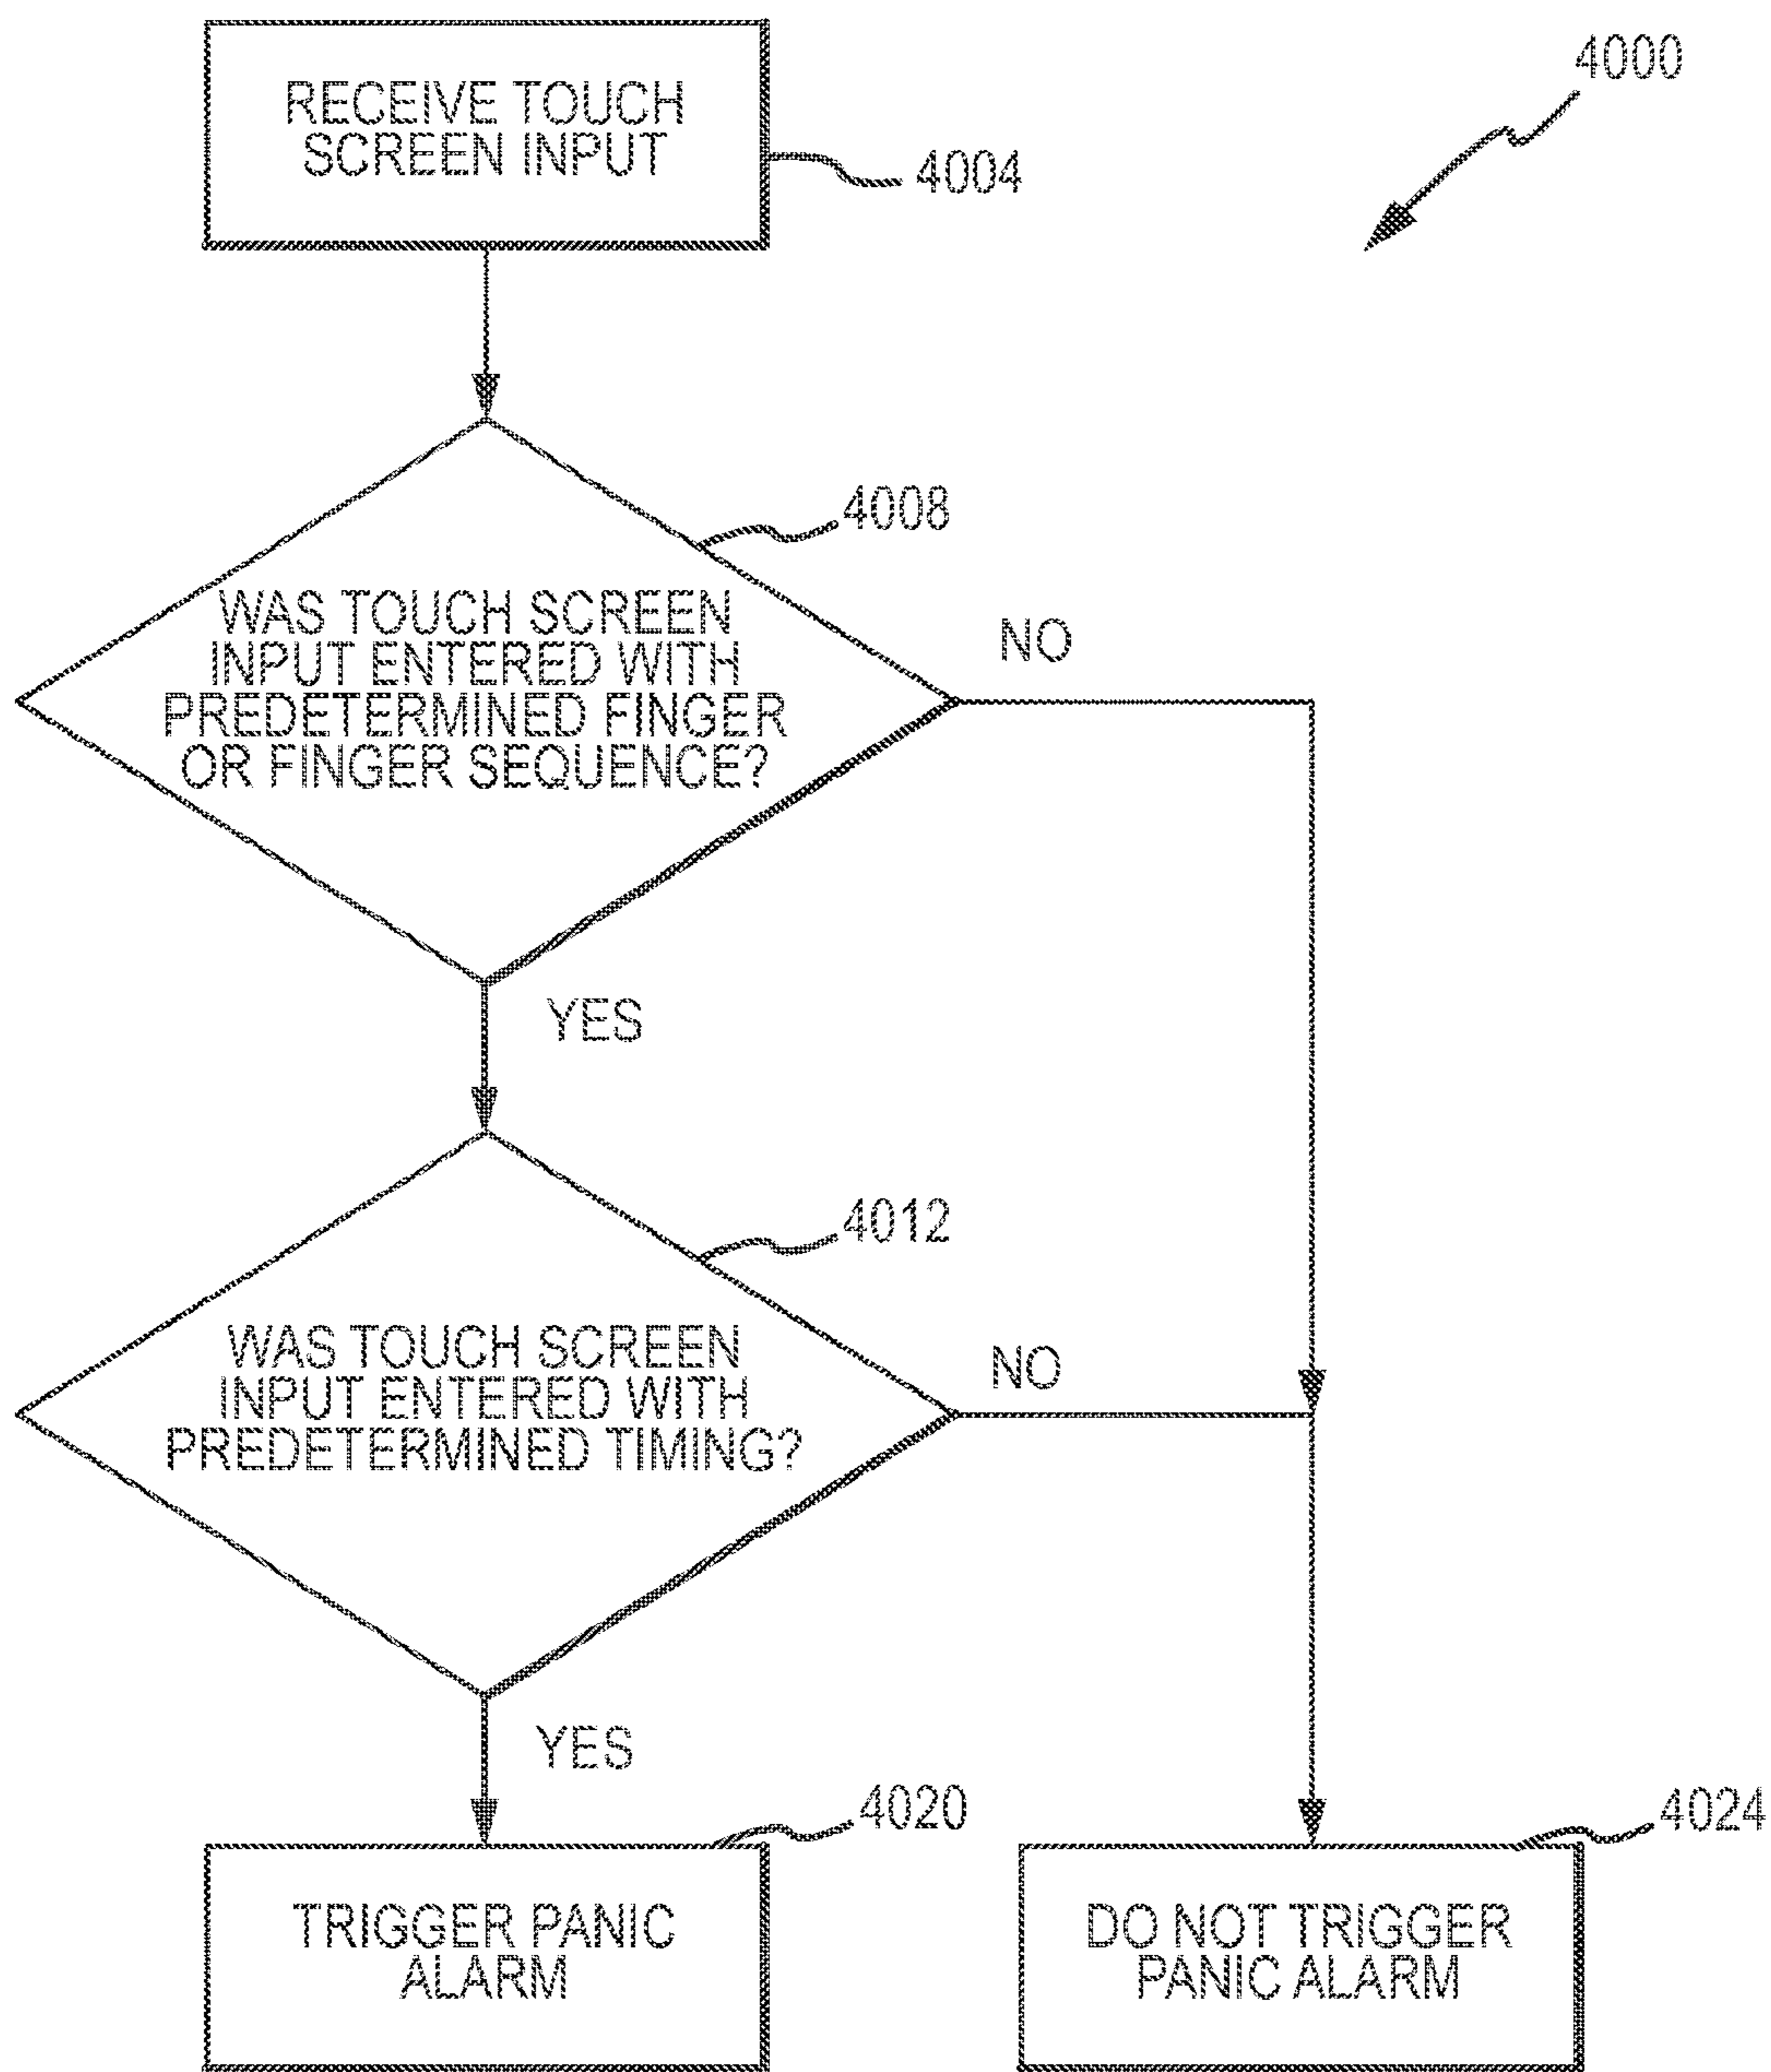 4000
RECEIVE TOUCH
SCREEN INPUT
4004
4008
WAS TOUCH SCREEN
INPUT ENTERED WITH
PREDETERMINED FINGER
OR FINGER SEQUENCE?
NO
YES
4012
WAS TOUCH SCREEN
INPUT ENTERED WITH
PREDETERMINED TIMING?
NO
YES
4020
TRIGGER PANIC
ALARM
4024
DO NOT TRIGGER
PANIC ALARM